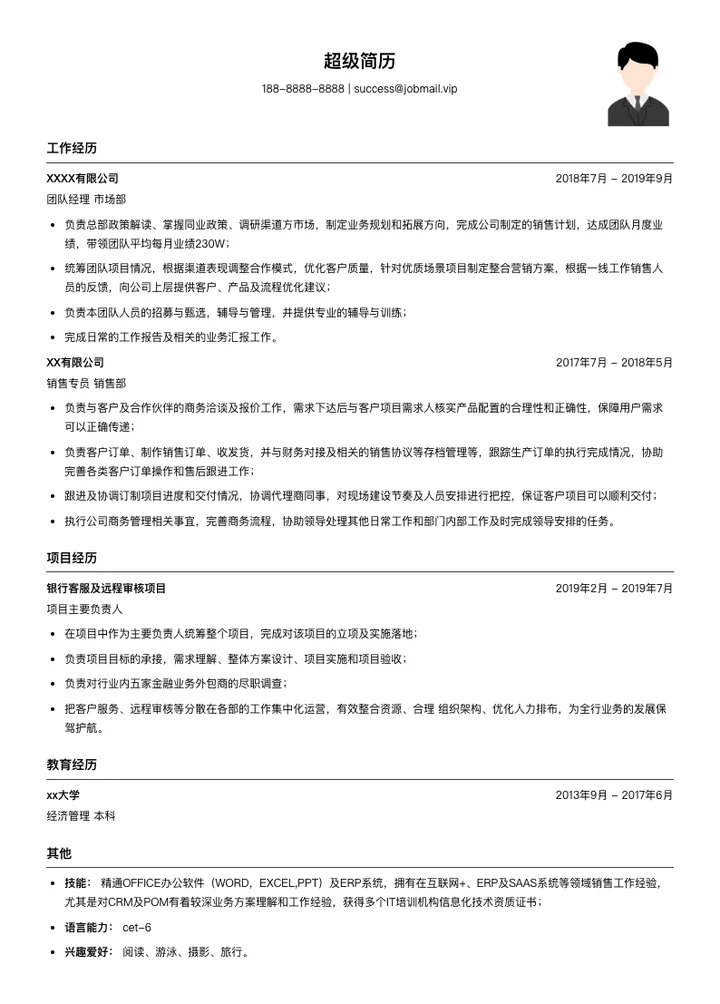 超级简历
188-8888-8888 | success@jobmail.vip
工作经历
XXXX有限公司 2018年7月 – 2019年9月
团队经理 市场部
• 负责总部政策解读、掌握同业政策、调研渠道方市场，制定业务规划和拓展方向，完成公司制定的销售计划，达成团队月度业
绩，带领团队平均每月业绩230W；
• 统筹团队项目情况，根据渠道表现调整合作模式，优化客户质量，针对优质场景项目制定整合营销方案，根据一线工作销售人
员的反馈，向公司上层提供客户、产品及流程优化建议；
• 负责本团队人员的招募与甄选，辅导与管理，并提供专业的辅导与训练；
• 完成日常的工作报告及相关的业务汇报工作。
XX有限公司 2017年7月 – 2018年5月
销售专员 销售部
• 负责与客户及合作伙伴的商务洽谈及报价工作，需求下达后与客户项目需求人核实产品配置的合理性和正确性，保障用户需求
可以正确传递；
• 负责客户订单、制作销售订单、收发货，并与财务对接及相关的销售协议等存档管理等，跟踪生产订单的执行完成情况，协助
完善各类客户订单操作和售后跟进工作；
• 跟进及协调订制项目进度和交付情况，协调代理商同事，对现场建设节奏及人员安排进行把控，保证客户项目可以顺利交付；
• 执行公司商务管理相关事宜，完善商务流程，协助领导处理其他日常工作和部门内部工作及时完成领导安排的任务。
项目经历
银行客服及远程审核项目 2019年2月 – 2019年7月
项目主要负责人
• 在项目中作为主要负责人统筹整个项目，完成对该项目的立项及实施落地；
• 负责项目目标的承接，需求理解、整体方案设计、项目实施和项目验收；
• 负责对行业内五家金融业务外包商的尽职调查；
• 把客户服务、远程审核等分散在各部的工作集中化运营，有效整合资源、合理 组织架构、优化人力排布，为全行业务的发展保
驾护航。
教育经历
xx大学 2013年9月 – 2017年6月
经济管理 本科
其他
• 技能： 精通OFFICE办公软件（WORD，EXCEL,PPT）及ERP系统，拥有在互联网+、ERP及SAAS系统等领域销售工作经验，
尤其是对CRM及POM有着较深业务方案理解和工作经验，获得多个IT培训机构信息化技术资质证书；
• 语言能力： cet-6
• 兴趣爱好： 阅读、游泳、摄影、旅行。